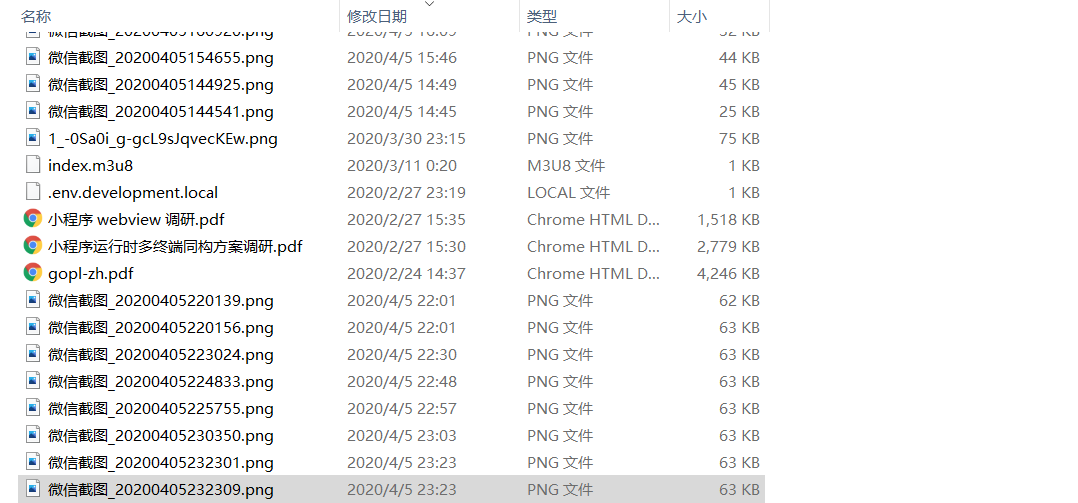 名称 修改日期 类型 大小
微信截图_20200405160926.png 2020/4/5 16:09 PNG 文件 52 KB
微信截图_20200405154655.png 2020/4/5 15:46 PNG 文件 44 KB
微信截图_20200405144925.png 2020/4/5 14:49 PNG 文件 45 KB
微信截图_20200405144541.png 2020/4/5 14:45 PNG 文件 25 KB
1_-0Sa0i_g-gcL9sJqvecKEw.png 2020/3/30 23:15 PNG 文件 75 KB
index.m3u8 2020/3/11 0:20 M3U8 文件 1 KB
.env.development.local 2020/2/27 23:19 LOCAL 文件 1 KB
小程序 webview 调研.pdf 2020/2/27 15:35 Chrome HTML D... 1,518 KB
小程序运行时多终端同构方案调研.pdf 2020/2/27 15:30 Chrome HTML D... 2,779 KB
gopl-zh.pdf 2020/2/24 14:37 Chrome HTML D... 4,246 KB
微信截图_20200405220139.png 2020/4/5 22:01 PNG 文件 62 KB
微信截图_20200405220156.png 2020/4/5 22:01 PNG 文件 63 KB
微信截图_20200405223024.png 2020/4/5 22:30 PNG 文件 63 KB
微信截图_20200405224833.png 2020/4/5 22:48 PNG 文件 63 KB
微信截图_20200405225755.png 2020/4/5 22:57 PNG 文件 63 KB
微信截图_20200405230350.png 2020/4/5 23:03 PNG 文件 63 KB
微信截图_20200405232301.png 2020/4/5 23:23 PNG 文件 63 KB
微信截图_20200405232309.png 2020/4/5 23:23 PNG 文件 63 KB